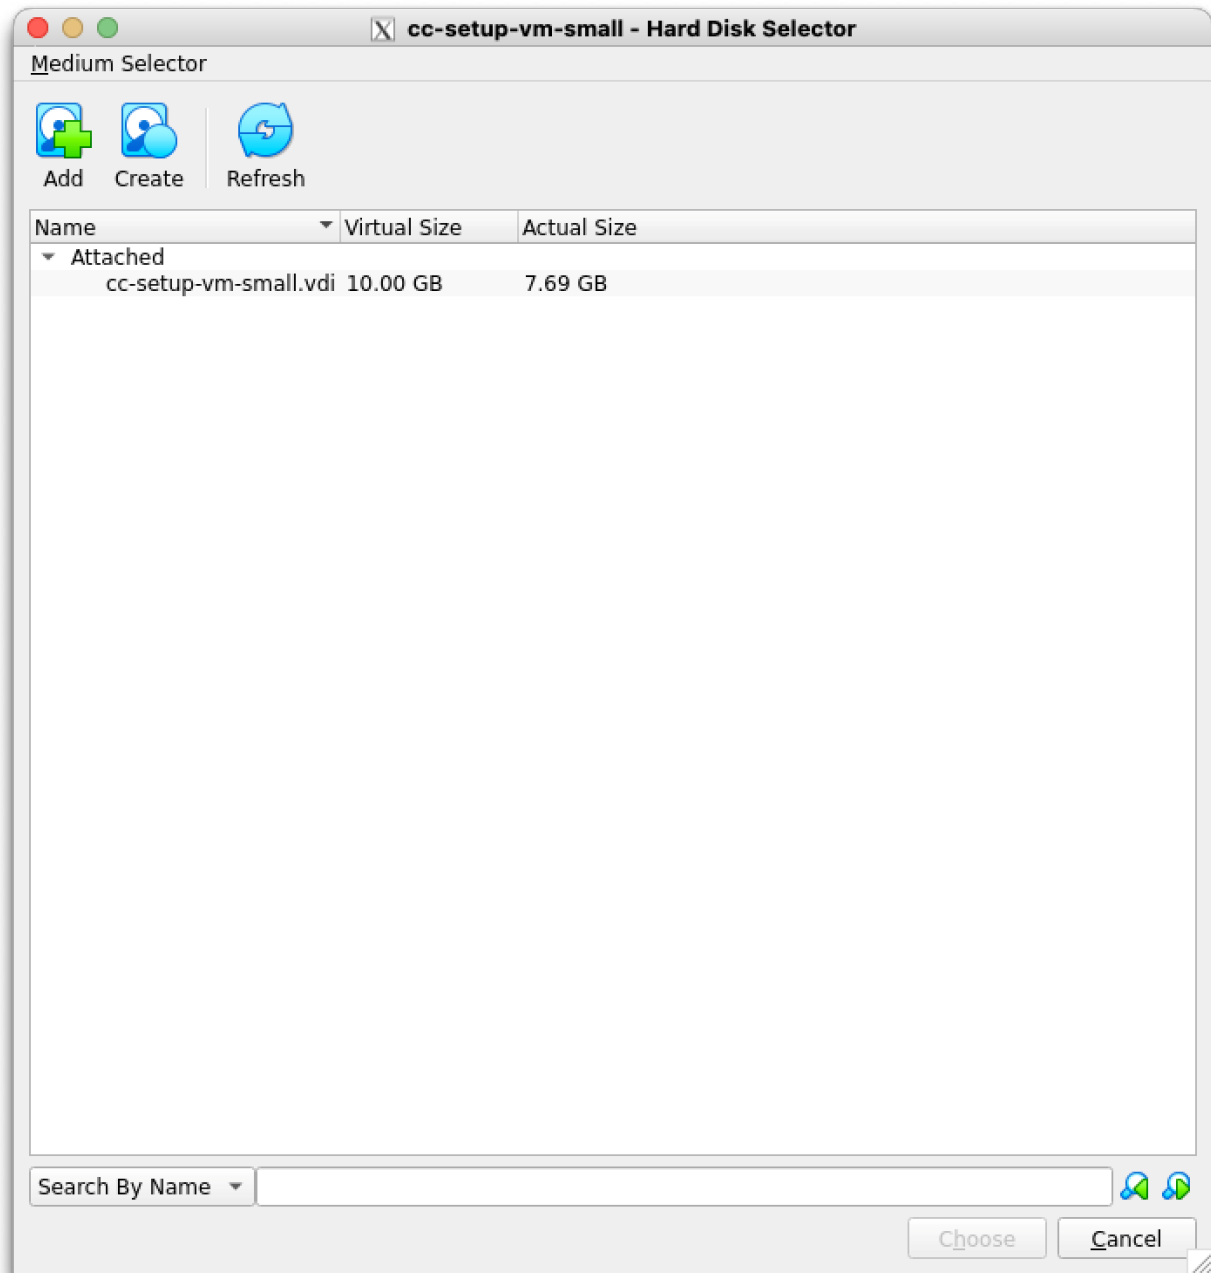 cc-setup-vm-small - Hard Disk Selector
Medium Selector
Add Create Refresh
Name Virtual Size Actual Size
Attached
cc-setup-vm-small.vdi 10.00 GB 7.69 GB
Search By Name
Choose Cancel